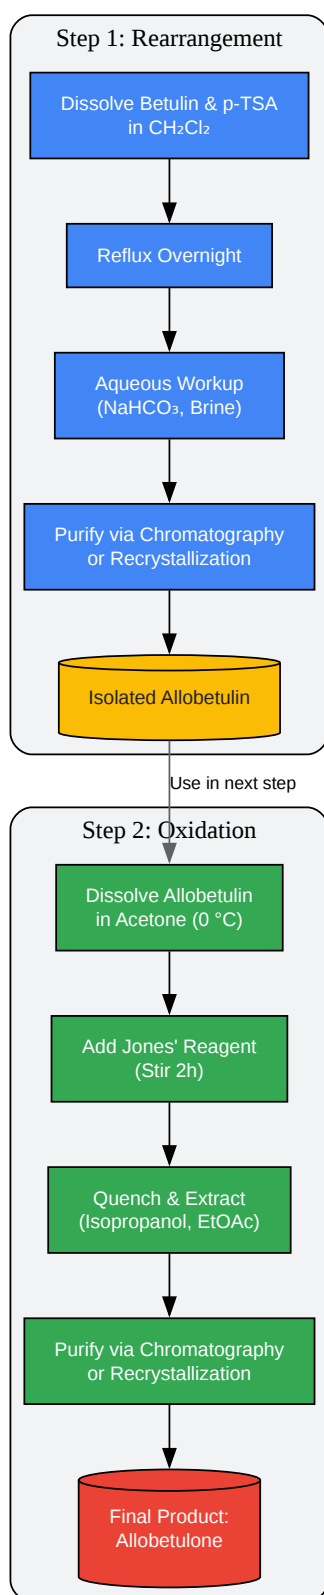 Step 1: Rearrangement
Dissolve Betulin & p-TSA
in CH₂Cl₂
Reflux Overnight
Aqueous Workup
(NaHCO₃, Brine)
Purify via Chromatography
or Recrystallization
Isolated Allobetulin
Use in next step
Step 2: Oxidation
Dissolve Allobetulin
in Acetone (0 °C)
Add Jones' Reagent
(Stir 2h)
Quench & Extract
(Isopropanol, EtOAc)
Purify via Chromatography
or Recrystallization
Final Product:
Allobetulone